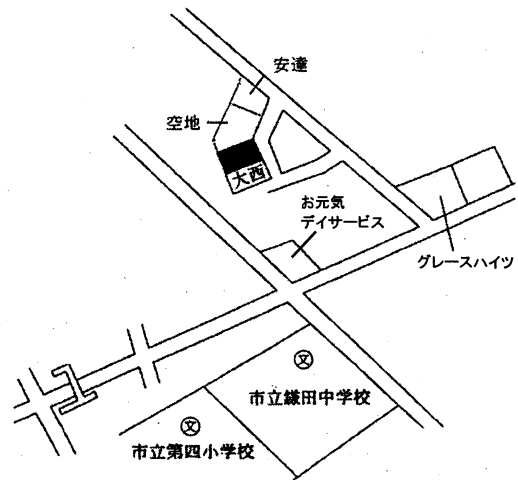 安達
空地
大西
お元気
デイサービス
グレースハイツ
文
市立鎌田中学校
文
市立第四小学校